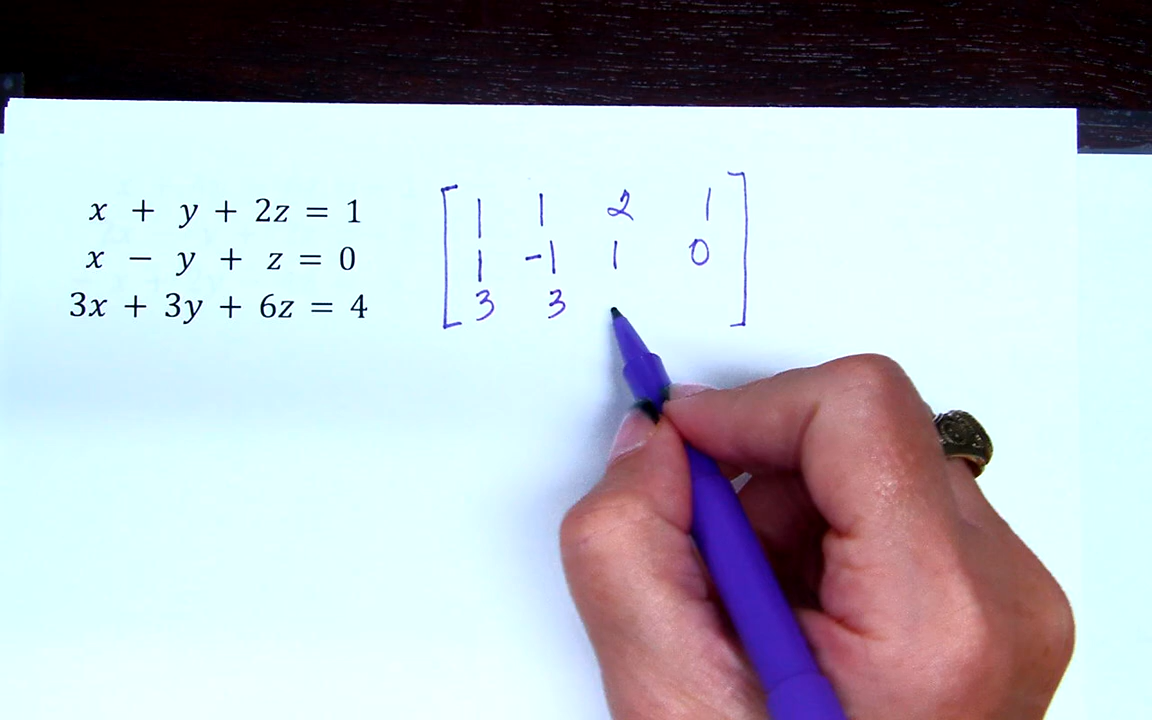 x + y + 2z = 1
x − y + z = 0
3x + 3y + 6z = 4
1 1 2 1
1 -1 1 0
3 3